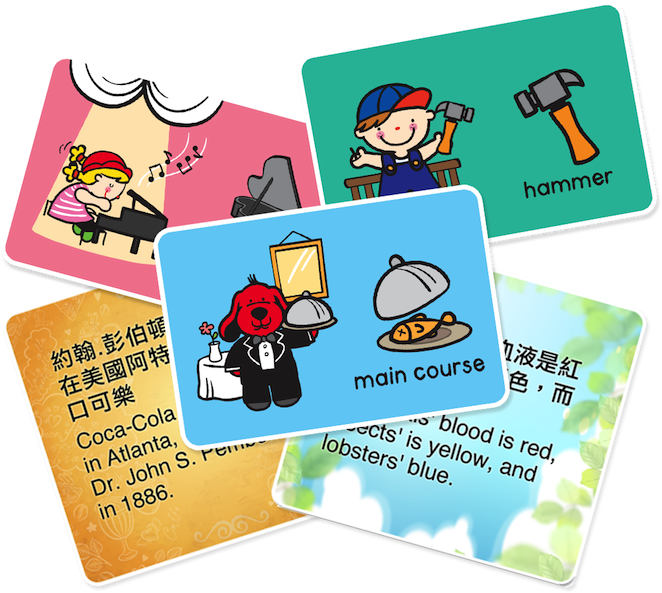 hammer
main course
約翰.彭伯頓
在美國阿特
口可樂
Coca-Cola
in Atlanta,
Dr. John S.
in 1886.
血液是紅
色，而
blood is red,
is yellow, and
lobsters' blue.